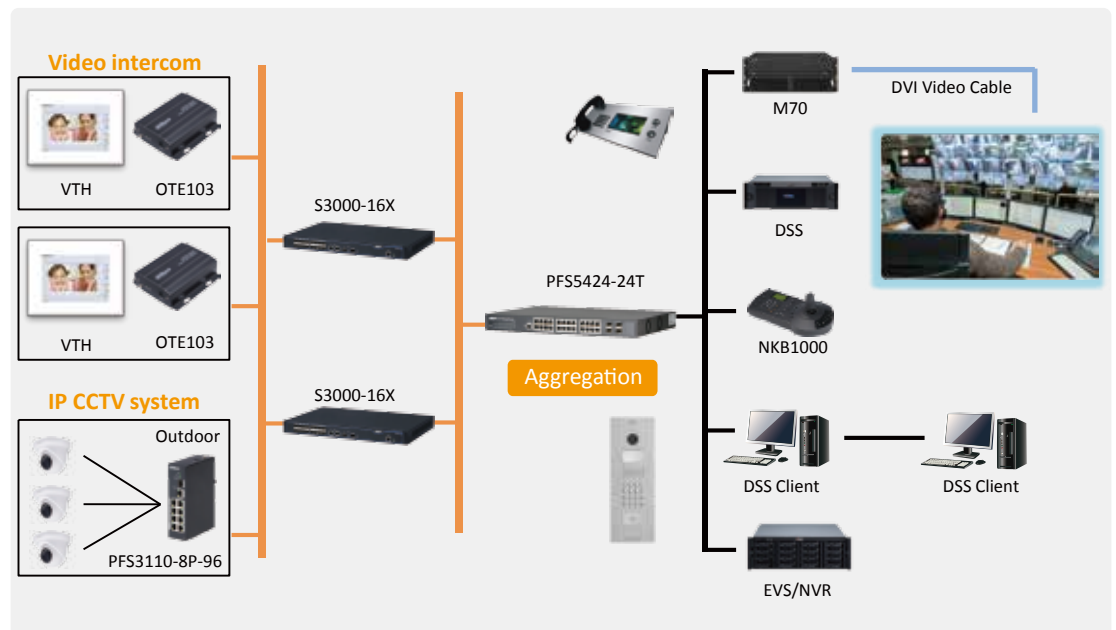 Video intercom
VTH
OTE103
VTH
OTE103
IP CCTV system
Outdoor
PFS3110-8P-96
S3000-16X
S3000-16X
PFS5424-24T
Aggregation
M70
DVI Video Cable
DSS
NKB1000
DSS Client
DSS Client
EVS/NVR